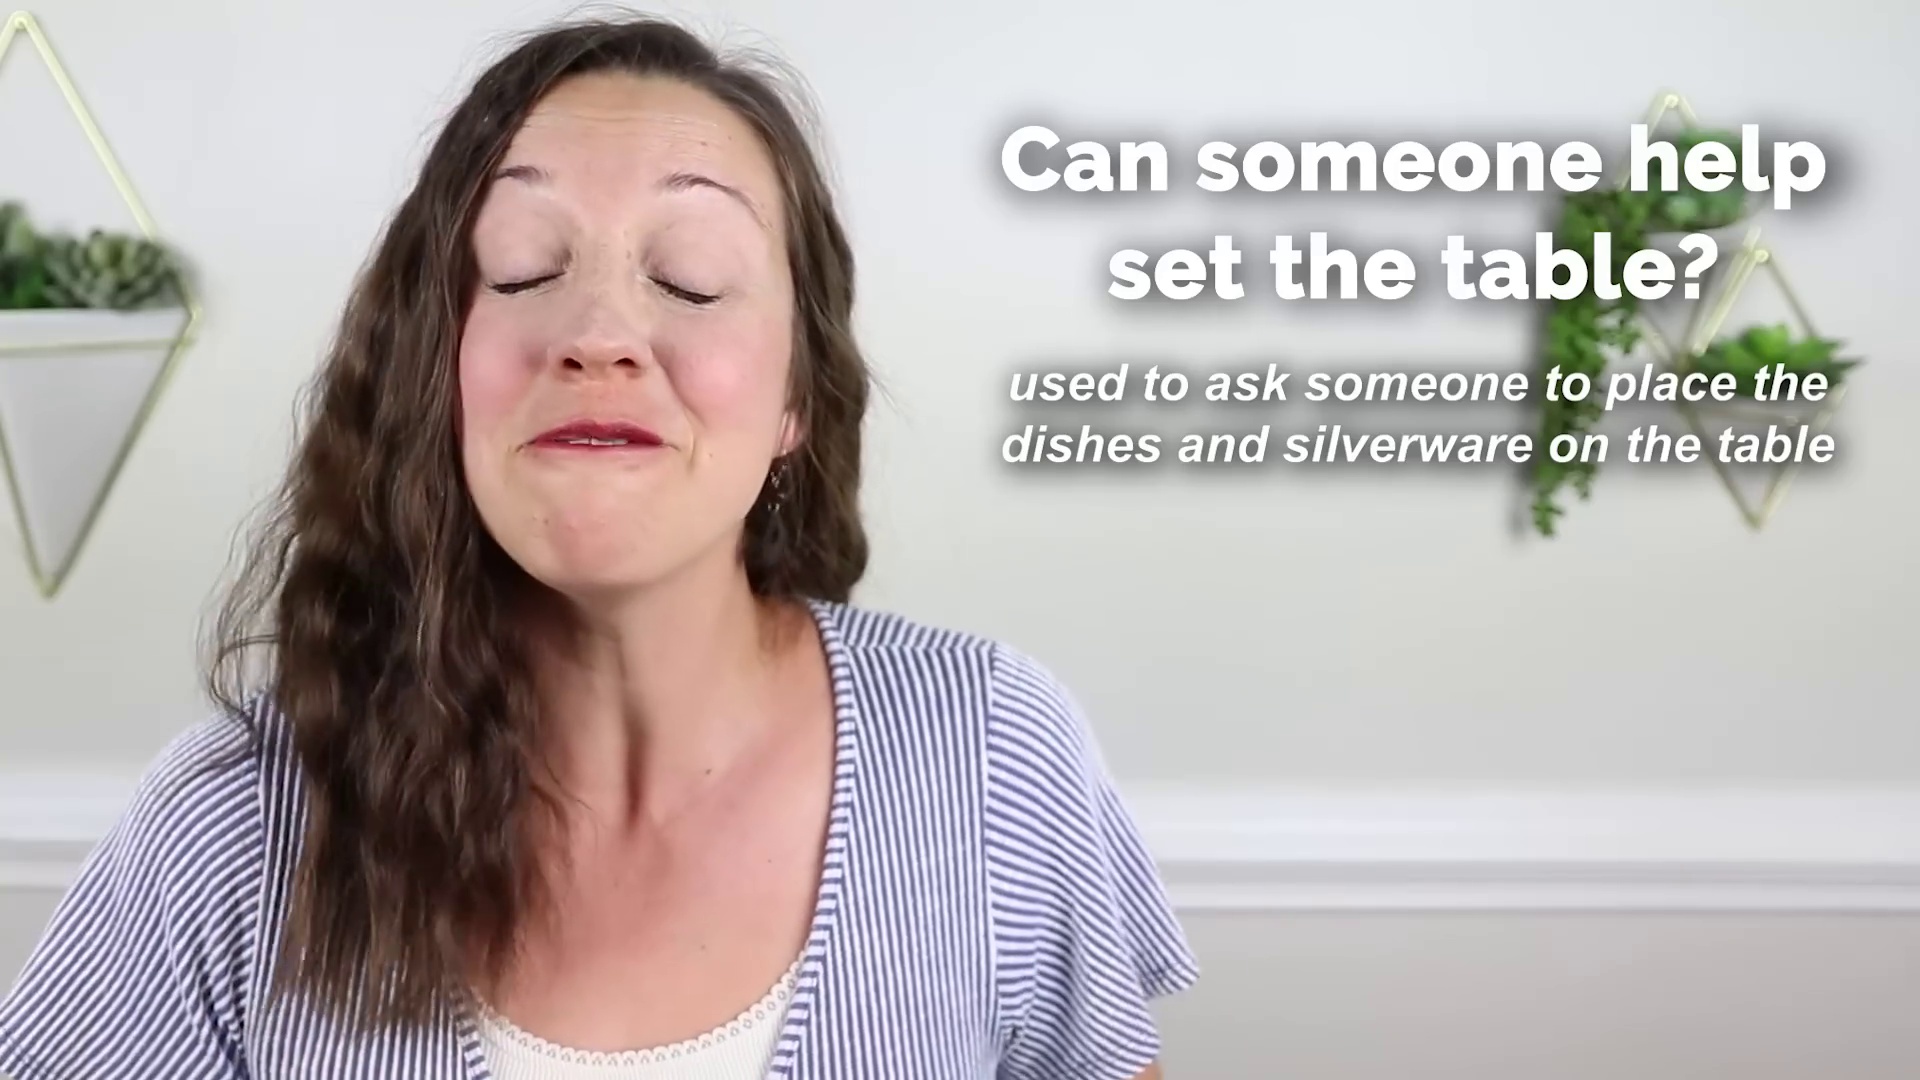 Can someone help
set the table?
used to ask someone to place the
dishes and silverware on the table